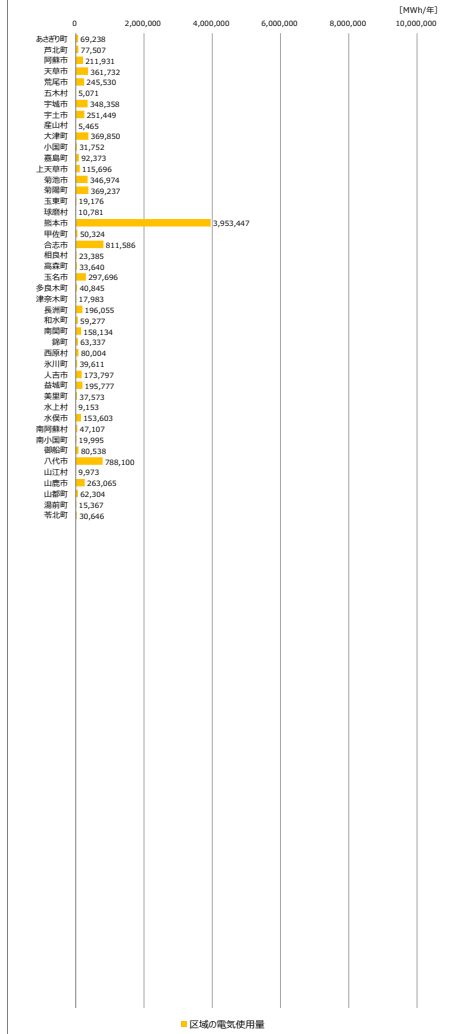 [MWh/年]
0 2,000,000 4,000,000 6,000,000 8,000,000 10,000,000
あさぎり町 69,238
芦北町 77,507
阿蘇市 211,931
天草市 361,732
荒尾市 245,530
五木村 5,071
宇城市 348,358
宇土市 251,449
産山村 5,465
大津町 369,850
小国町 31,752
嘉島町 92,373
上天草市 115,696
菊池市 346,974
菊陽町 369,237
玉東町 19,176
球磨村 10,781
熊本市 3,953,447
甲佐町 50,324
合志市 811,586
相良村 23,385
高森町 33,640
玉名市 297,696
多良木町 40,845
津奈木町 17,983
長洲町 196,055
和水町 59,277
南関町 158,134
錦町 63,337
西原村 80,004
氷川町 39,611
人吉市 173,797
益城町 195,777
美里町 37,573
水上村 9,153
水俣市 153,603
南阿蘇村 47,107
南小国町 19,995
御船町 80,538
八代市 788,100
山江村 9,973
山鹿市 263,065
山都町 62,304
湯前町 15,367
苓北町 30,646
区域の電気使用量